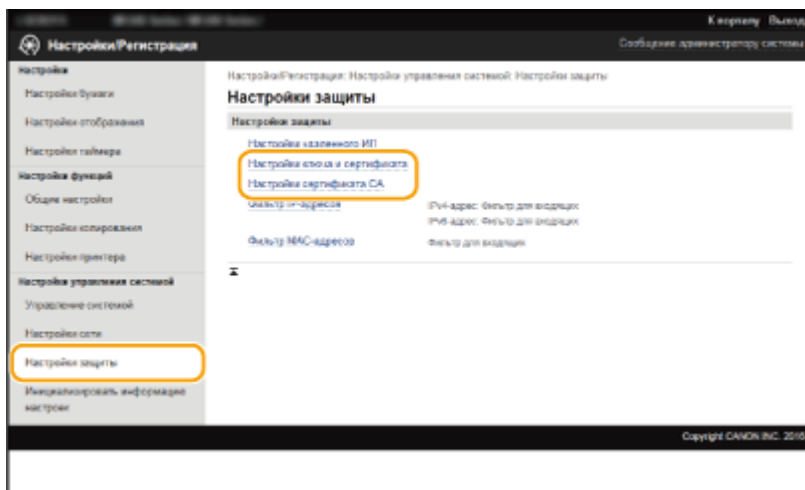 К порталу Выход
Настройки/Регистрация
Сообщение администратору системы
Настройки
Настройки бумаги
Настройки отображения
Настройки таймера
Настройки функций
Общие настройки
Настройки копирования
Настройки принтера
Настройки управления системой
Управление системой
Настройки сети
Настройки защиты
Инициализировать информацию
настроек
Настройки/Регистрация: Настройки управления системой: Настройки защиты
Настройки защиты
Настройки защиты
Настройки удаленного ИП
Настройки ключа и сертификата
Настройки сертификата CA
Фильтр IP-адресов
IPv4-адрес: Фильтр для входящих
IPv6-адрес: Фильтр для входящих
Фильтр MAC-адресов
Фильтр для входящих
Copyright CANON INC. 2016